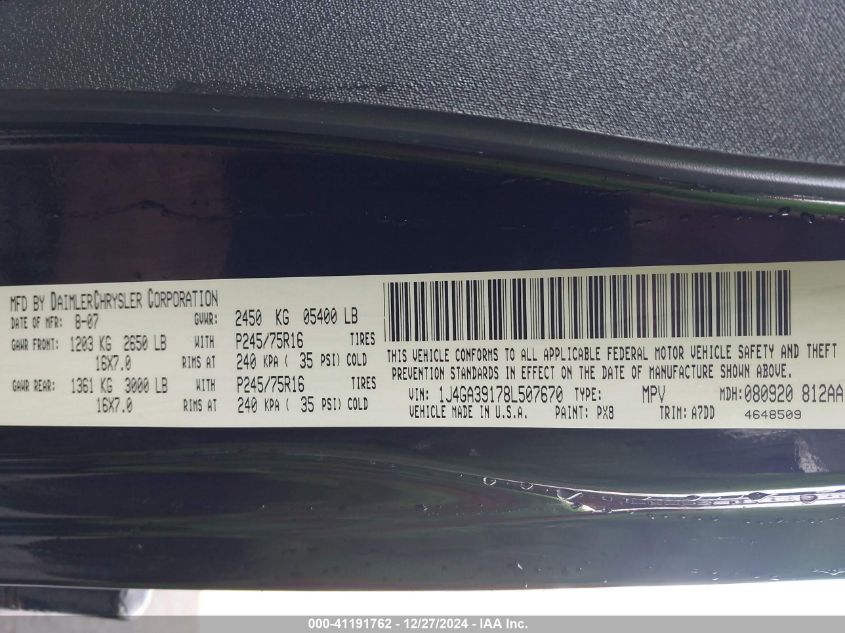 MFD BY DAIMLERCHRYSLER CORPORATION
DATE OF MFR: 8-07 GVWR: 2450 KG 05400 LB
GAWR FRONT: 1203 KG 2650 LB WITH P245/75R16 TIRES
16X7.0 RIMS AT 240 KPA ( 35 PSI) COLD
GAWR REAR: 1361 KG 3000 LB WITH P245/75R16 TIRES
16X7.0 RIMS AT 240 KPA ( 35 PSI) COLD
THIS VEHICLE CONFORMS TO ALL APPLICABLE FEDERAL MOTOR VEHICLE SAFETY AND THEFT
PREVENTION STANDARDS IN EFFECT ON THE DATE OF MANUFACTURE SHOWN ABOVE.
VIN: 1J4GA39178L507670 TYPE: MPV MDH: 080920 812AA
VEHICLE MADE IN U.S.A. PAINT: PX8 TRIM: A7DD 4648509
000-41191762 - 12/27/2024 - IAA Inc.